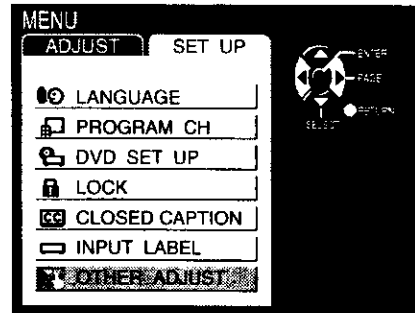 MENU
ADJUST SET UP
ENTER
PAGE
RETURN
SELECT
LANGUAGE
PROGRAM CH
DVD SET UP
LOCK
CC CLOSED CAPTION
INPUT LABEL
OTHER ADJUST